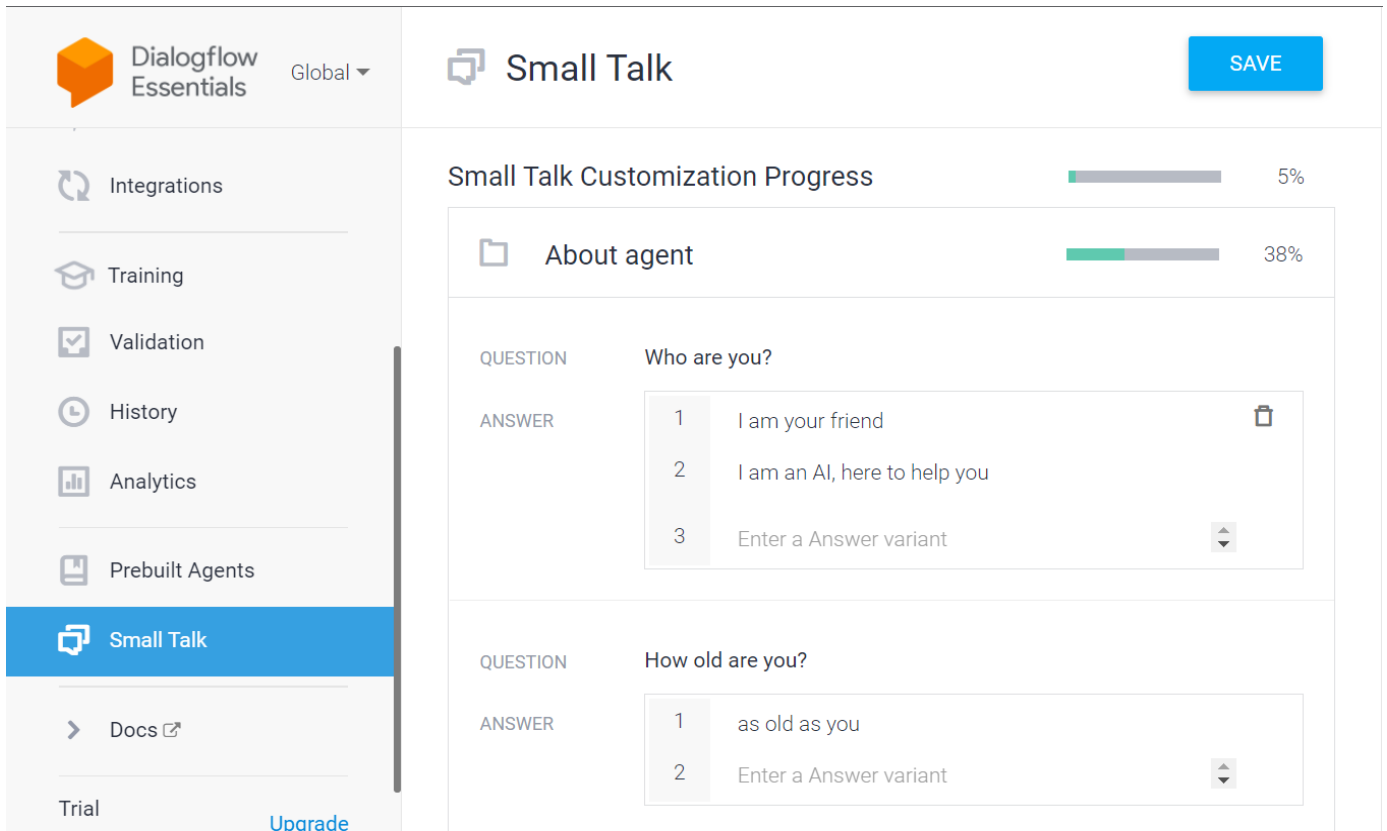 Dialogflow
Essentials
Global
Small Talk
SAVE
Integrations
Training
Validation
History
Analytics
Prebuilt Agents
Small Talk
Docs
Trial
Upgrade
Small Talk Customization Progress 5%
About agent 38%
QUESTION Who are you?
ANSWER 1 I am your friend
2 I am an AI, here to help you
3 Enter a Answer variant
QUESTION How old are you?
ANSWER 1 as old as you
2 Enter a Answer variant